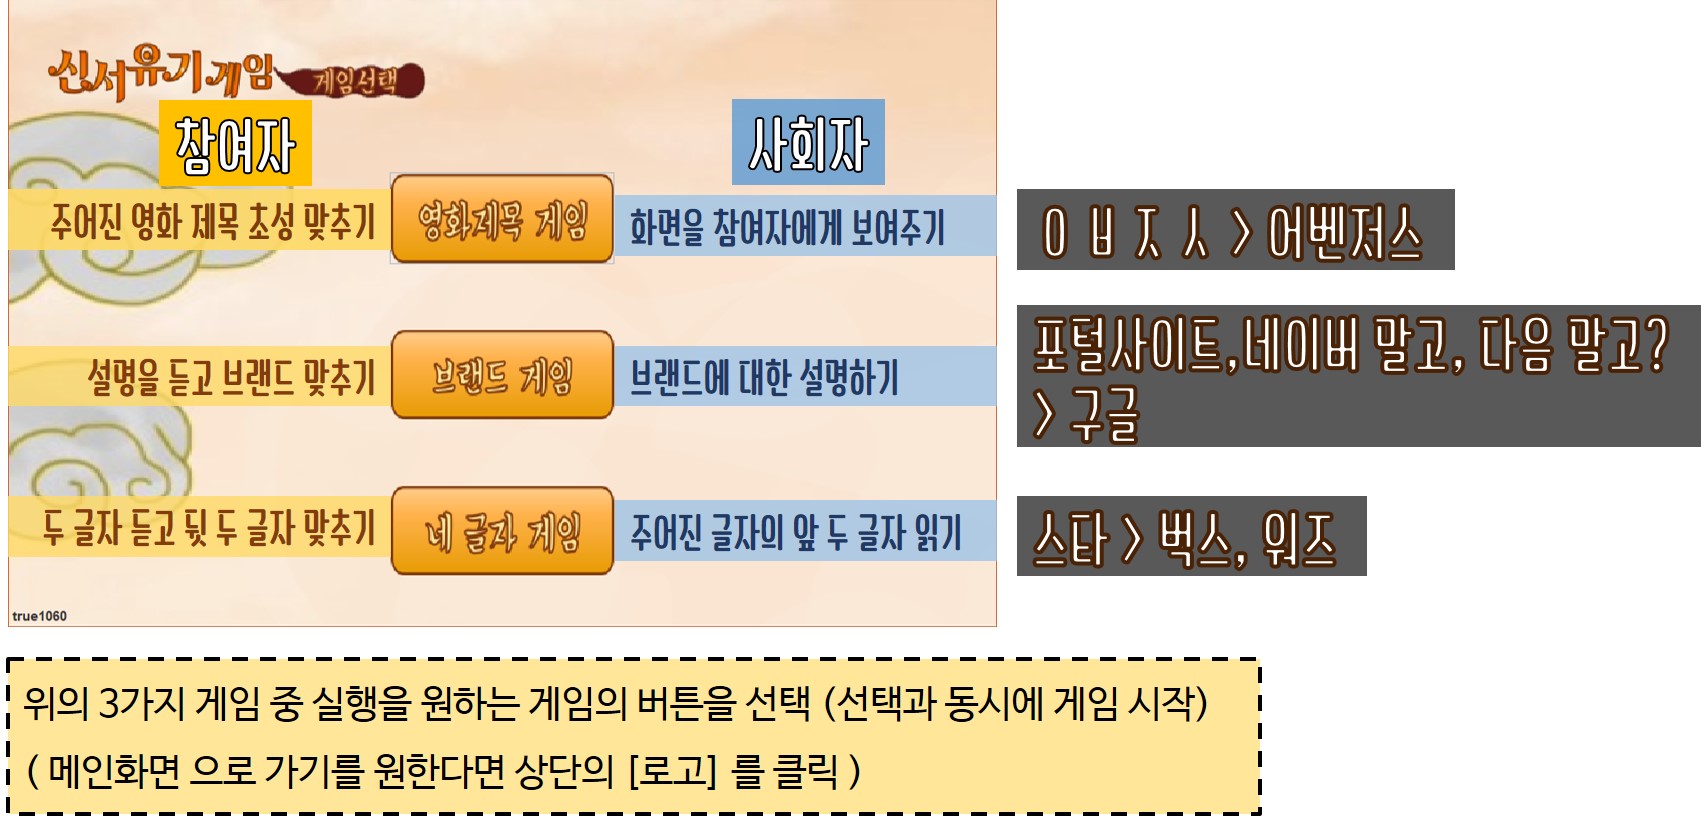 신서유기게임 게임선택
참여자
사회자
주어진 영화 제목 초성 맞추기
영화제목 게임
화면을 참여자에게 보여주기
ㅇ ㅂ ㅈ ㅅ > 어벤저스
설명을 듣고 브랜드 맞추기
브랜드 게임
브랜드에 대한 설명하기
포털사이트,네이버 말고, 다음 말고?
> 구글
두 글자 듣고 뒷 두 글자 맞추기
네 글자 게임
주어진 글자의 앞 두 글자 읽기
스타 > 벅스, 워즈
true1060
위의 3가지 게임 중 실행을 원하는 게임의 버튼을 선택 (선택과 동시에 게임 시작)
( 메인화면 으로 가기를 원한다면 상단의 [로고] 를 클릭 )